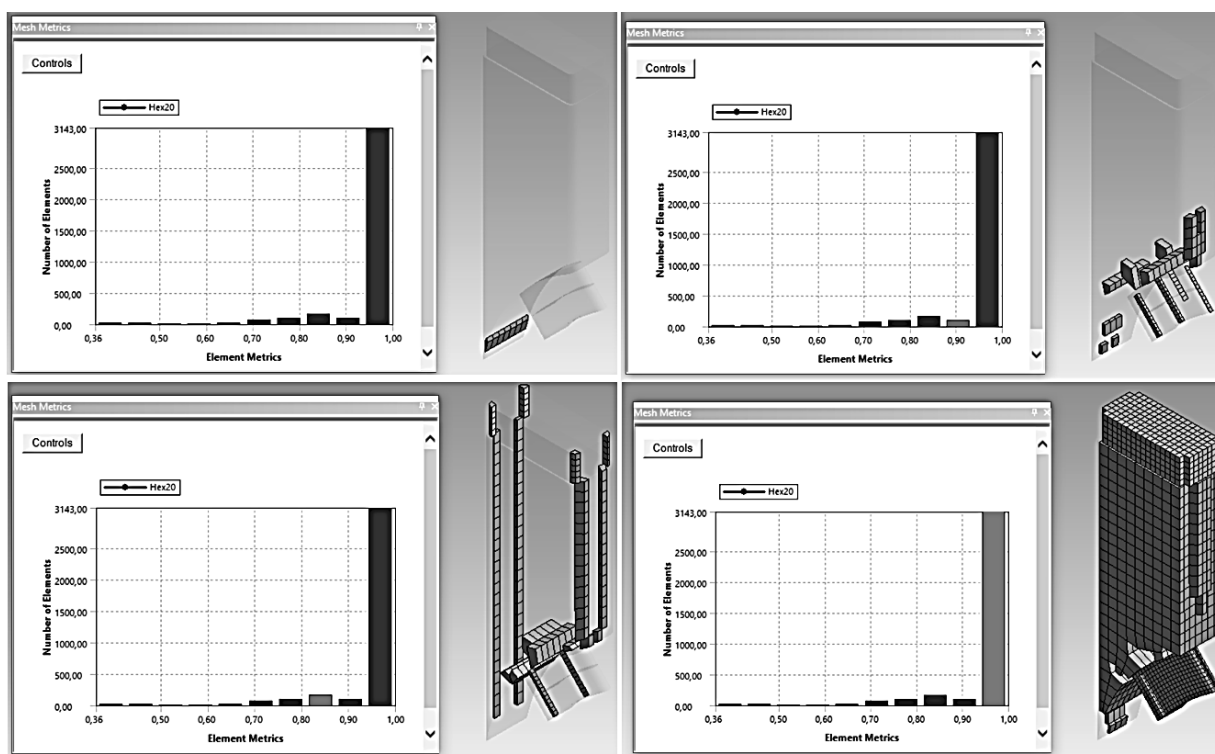 Mesh Metrics
Controls
Hex20
3143,00
2500,00
2000,00
1500,00
1000,00
500,00
0,00
0,36
0,50
0,60
0,70
0,80
0,90
1,00
Number of Elements
Element Metrics
Mesh Metrics
Controls
Hex20
3143,00
2500,00
2000,00
1500,00
1000,00
500,00
0,00
0,36
0,50
0,60
0,70
0,80
0,90
1,00
Number of Elements
Element Metrics
Mesh Metrics
Controls
Hex20
3143,00
2500,00
2000,00
1500,00
1000,00
500,00
0,00
0,36
0,50
0,60
0,70
0,80
0,90
1,00
Number of Elements
Element Metrics
Mesh Metrics
Controls
Hex20
3143,00
2500,00
2000,00
1500,00
1000,00
500,00
0,00
0,36
0,50
0,60
0,70
0,80
0,90
1,00
Number of Elements
Element Metrics